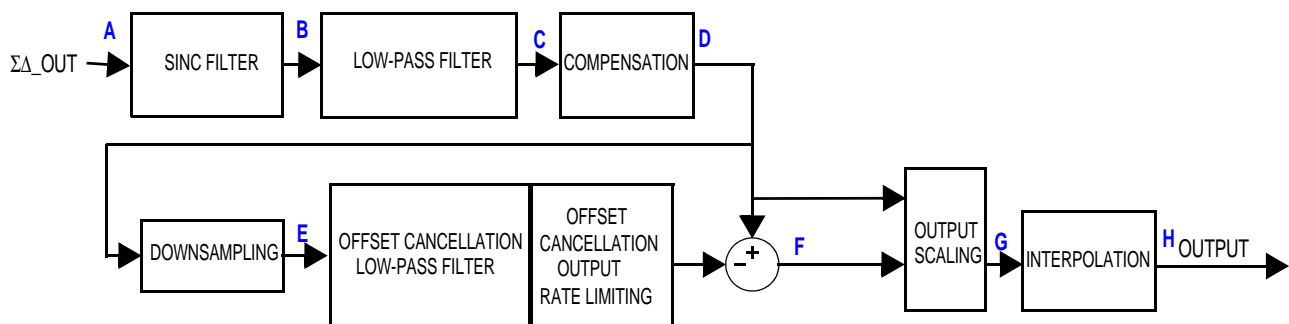 A
B
C
D
ΣΔ_OUT
SINC FILTER
LOW-PASS FILTER
COMPENSATION
DOWNSAMPLING
E
OFFSET CANCELLATION
LOW-PASS FILTER
OFFSET
CANCELLATION
OUTPUT
RATE LIMITING
− +
F
OUTPUT
SCALING
G
INTERPOLATION
H
OUTPUT